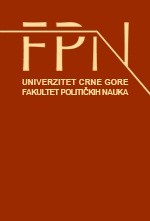 FPN
UNIVERZITET CRNE GORE
FAKULTET POLITIČKIH NAUKA